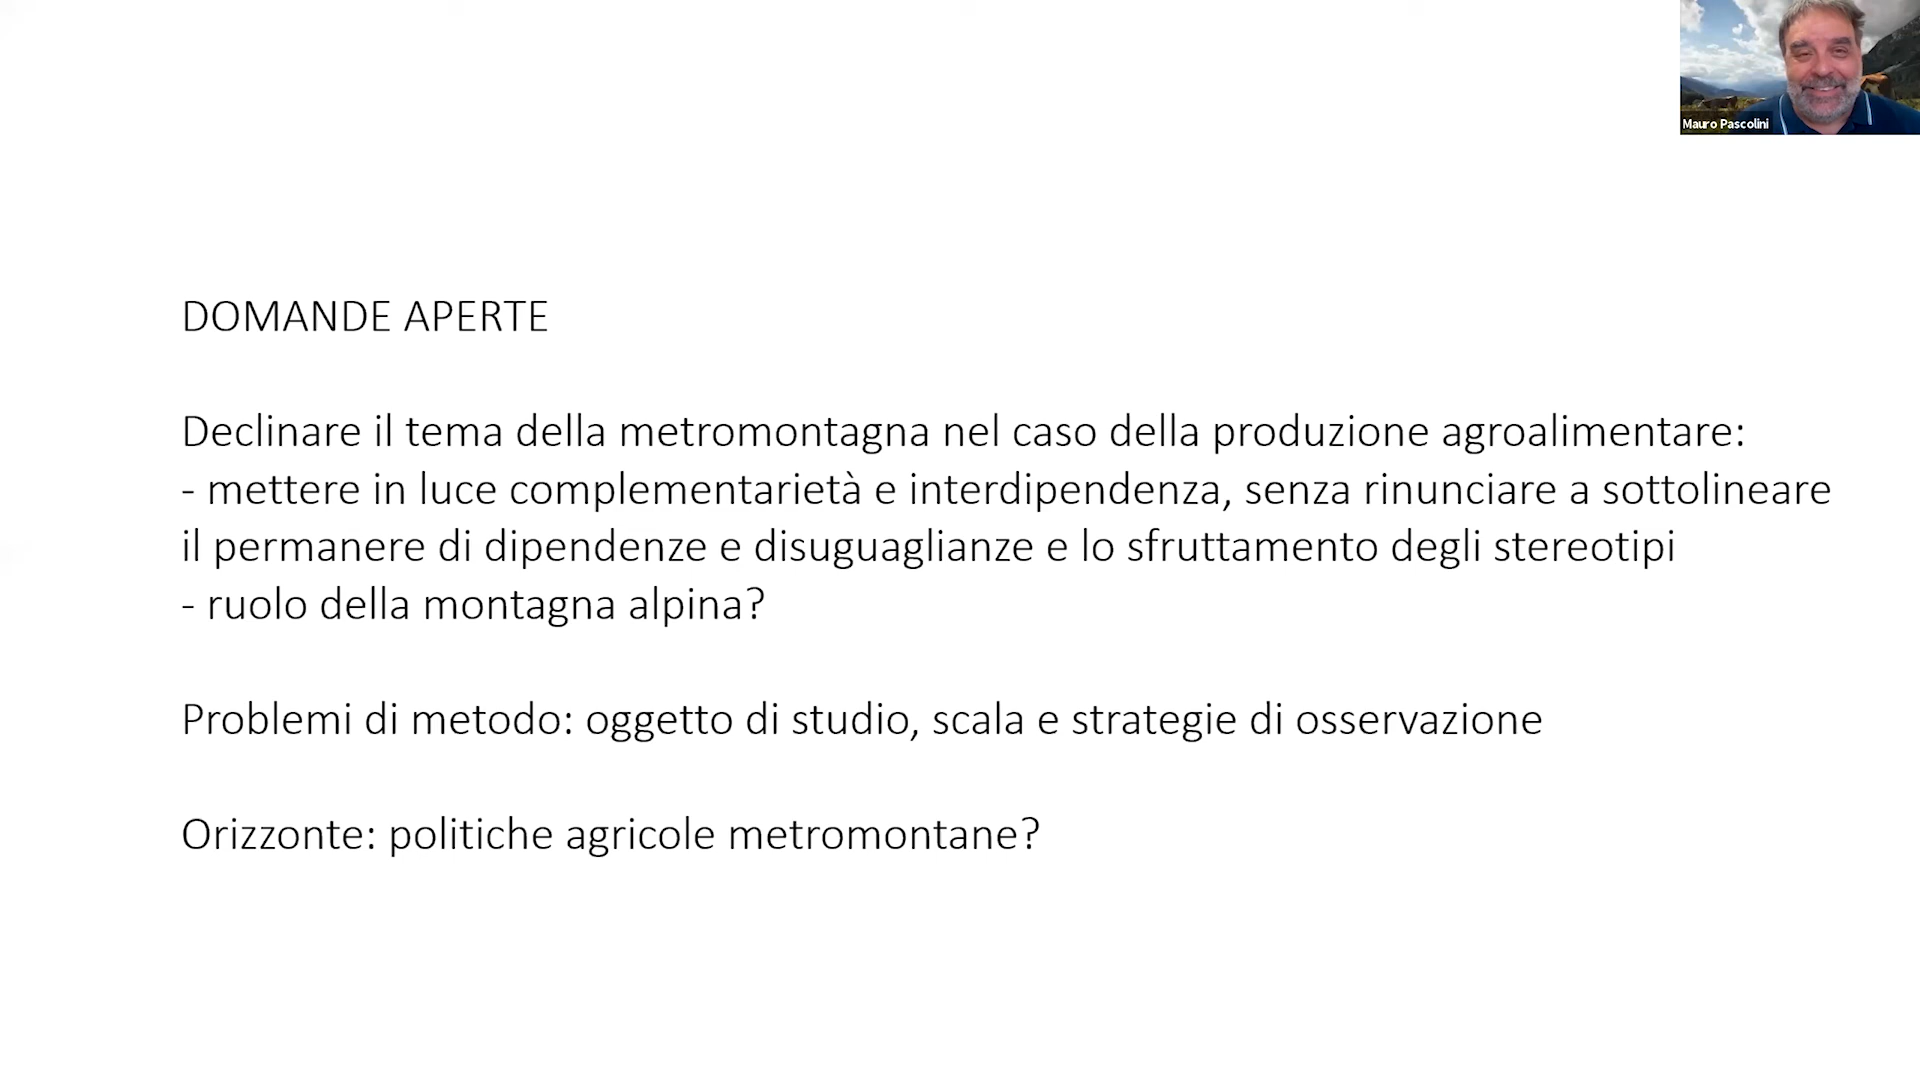 Mauro Pascolini
DOMANDE APERTE
Declinare il tema della metromontagna nel caso della produzione agroalimentare:
- mettere in luce complementarietà e interdipendenza, senza rinunciare a sottolineare
il permanere di dipendenze e disuguaglianze e lo sfruttamento degli stereotipi
- ruolo della montagna alpina?
Problemi di metodo: oggetto di studio, scala e strategie di osservazione
Orizzonte: politiche agricole metromontane?